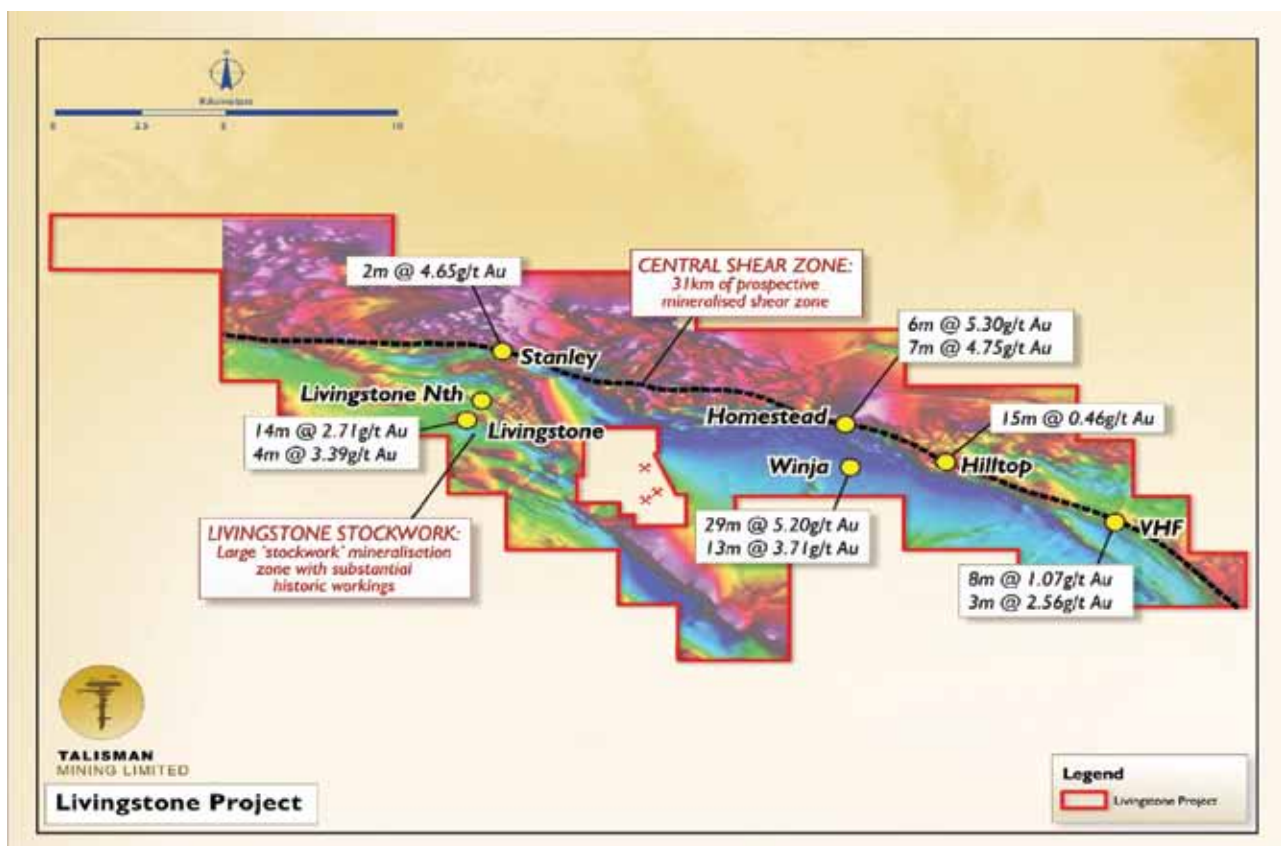 N
Kilometres
0 2.5 5 10
2m @ 4.65g/t Au
CENTRAL SHEAR ZONE:
31km of prospective
mineralised shear zone
6m @ 5.30g/t Au
7m @ 4.75g/t Au
Stanley
Livingstone Nth
Homestead
15m @ 0.46g/t Au
14m @ 2.71g/t Au
4m @ 3.39g/t Au
Livingstone
Winja
Hilltop
LIVINGSTONE STOCKWORK:
Large 'stockwork' mineralisation
zone with substantial
historic workings
29m @ 5.20g/t Au
13m @ 3.71g/t Au
VHF
8m @ 1.07g/t Au
3m @ 2.56g/t Au
TALISMAN
MINING LIMITED
Livingstone Project
Legend
Livingstone Project